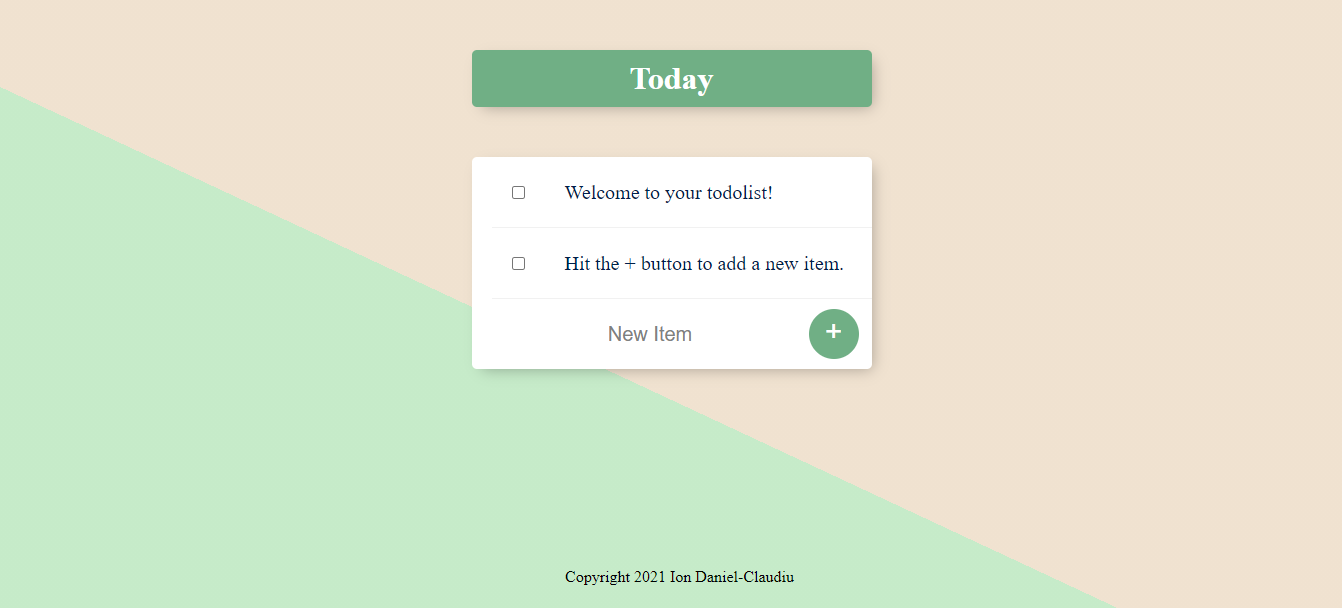 Today
Welcome to your todolist!
Hit the + button to add a new item.
New Item
+
Copyright 2021 Ion Daniel-Claudiu